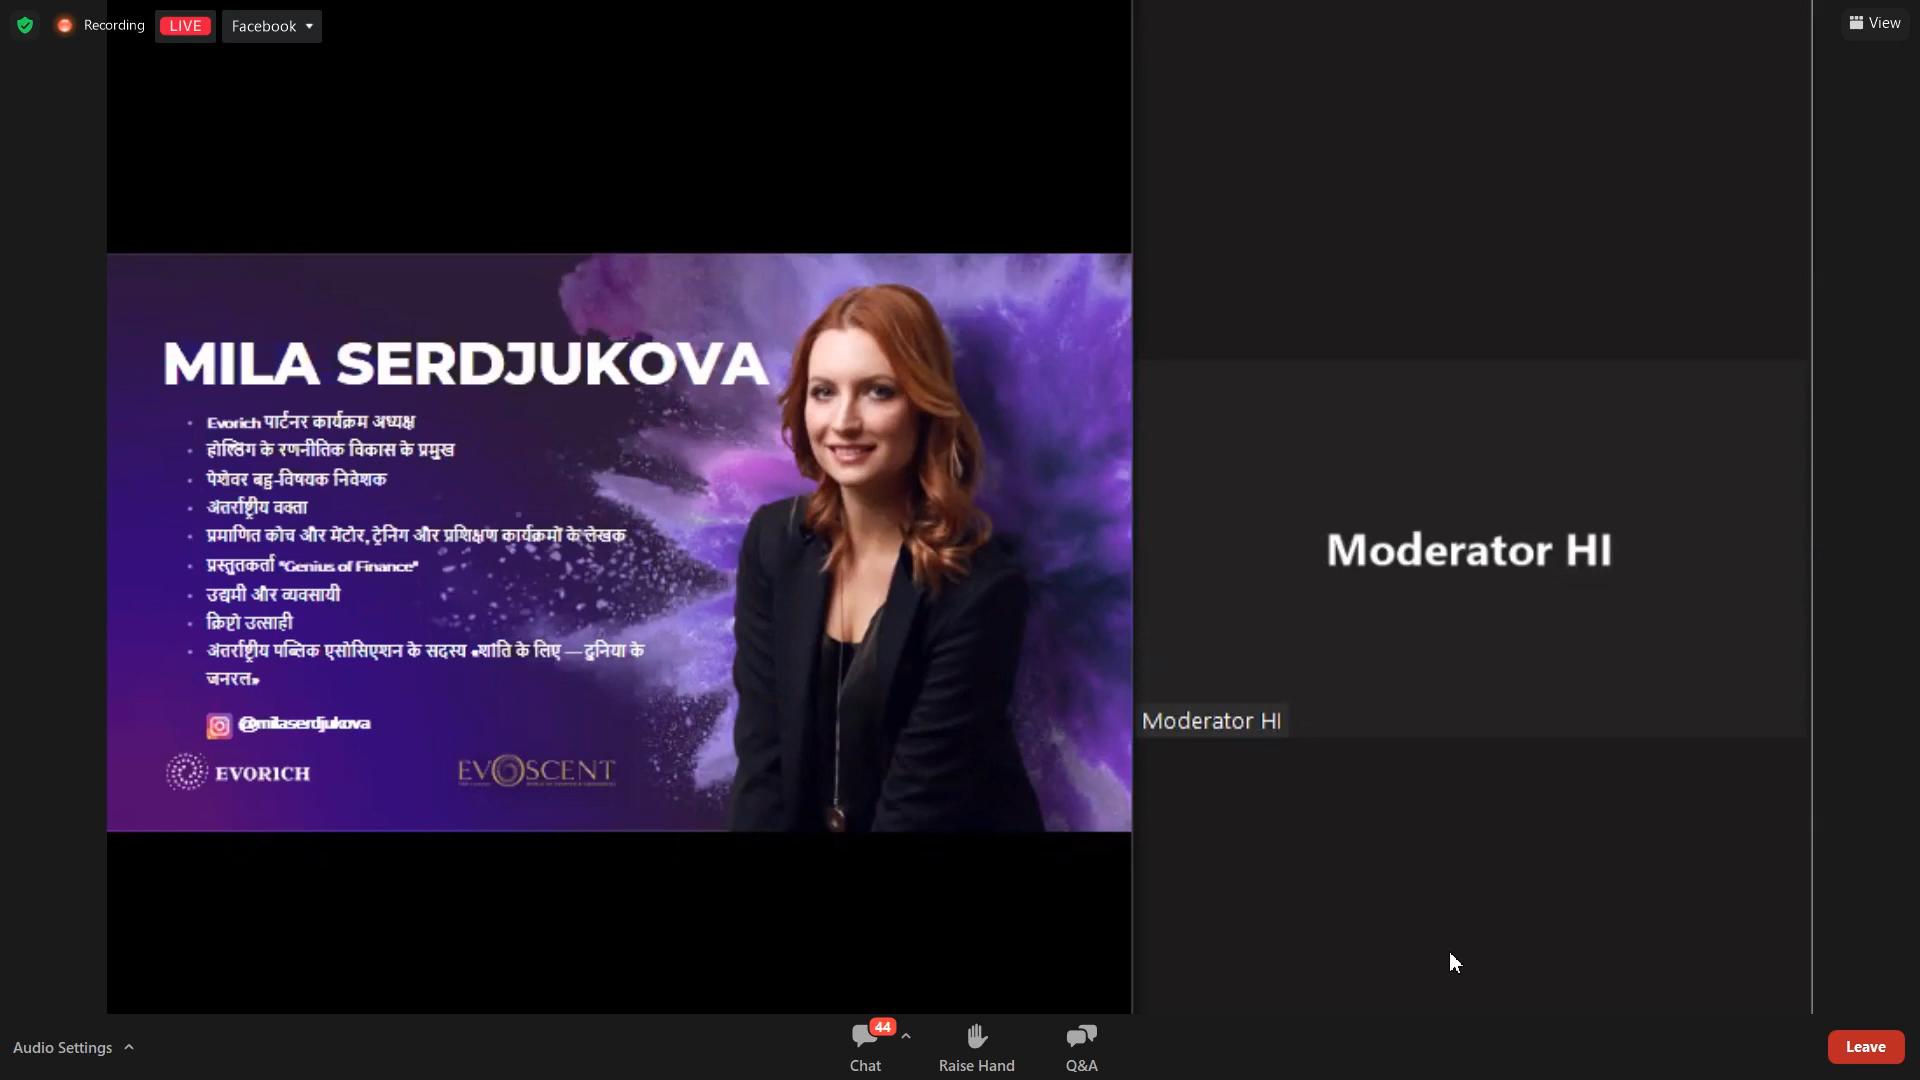 Recording
LIVE
Facebook
View
MILA SERDJUKOVA
Evorich पार्टनर कार्यक्रम अध्यक्ष
होल्डिंग के रणनीतिक विकास के प्रमुख
पेशेवर बहु-विषयक निवेशक
अंतर्राष्ट्रीय वक्ता
प्रमाणित कोच और मेंटोर, ट्रेनिंग और प्रशिक्षण कार्यक्रमों के लेखक
प्रस्तुतकर्ता "Genius of Finance"
उद्यमी और व्यवसायी
क्रिप्टो उत्साही
अंतर्राष्ट्रीय पब्लिक एसोसिएशन के सदस्य «शांति के लिए — दुनिया के
जनरल»
@milaserdjukova
EVORICH
EVOSCENT
Moderator HI
Moderator HI
Audio Settings
44
Chat
Raise Hand
Q&A
Leave